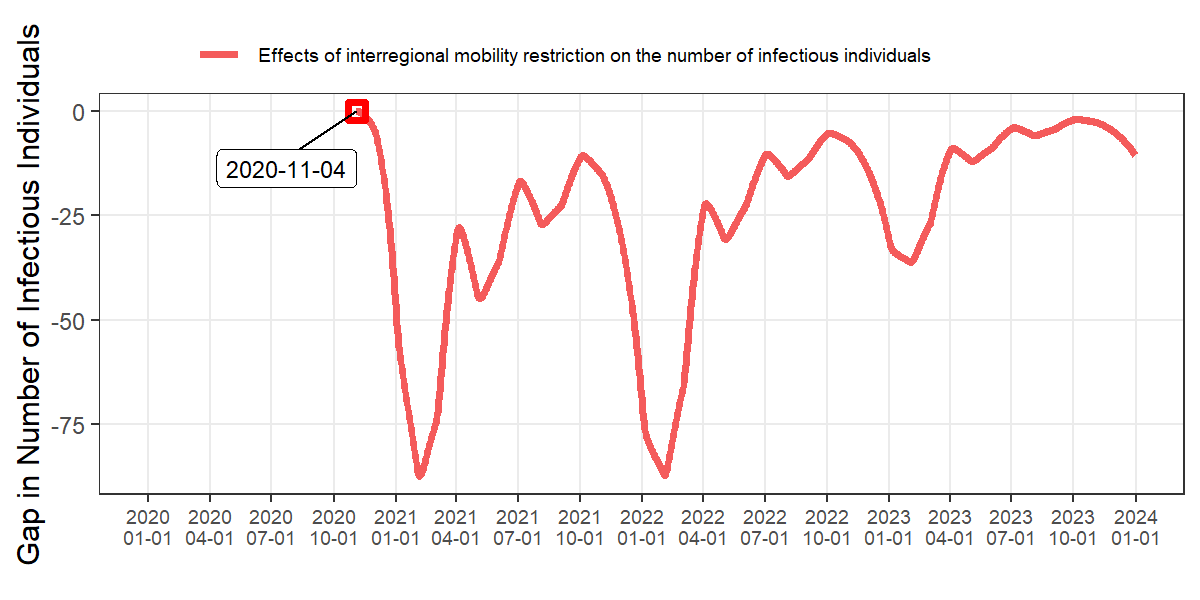 Effects of interregional mobility restriction on the number of infectious individuals
Gap in Number of Infectious Individuals
0
-25
-50
-75
2020-11-04
2020 2020 2020 2020 2021 2021 2021 2021 2022 2022 2022 2022 2023 2023 2023 2023 2024
01-01 04-01 07-01 10-01 01-01 04-01 07-01 10-01 01-01 04-01 07-01 10-01 01-01 04-01 07-01 10-01 01-01